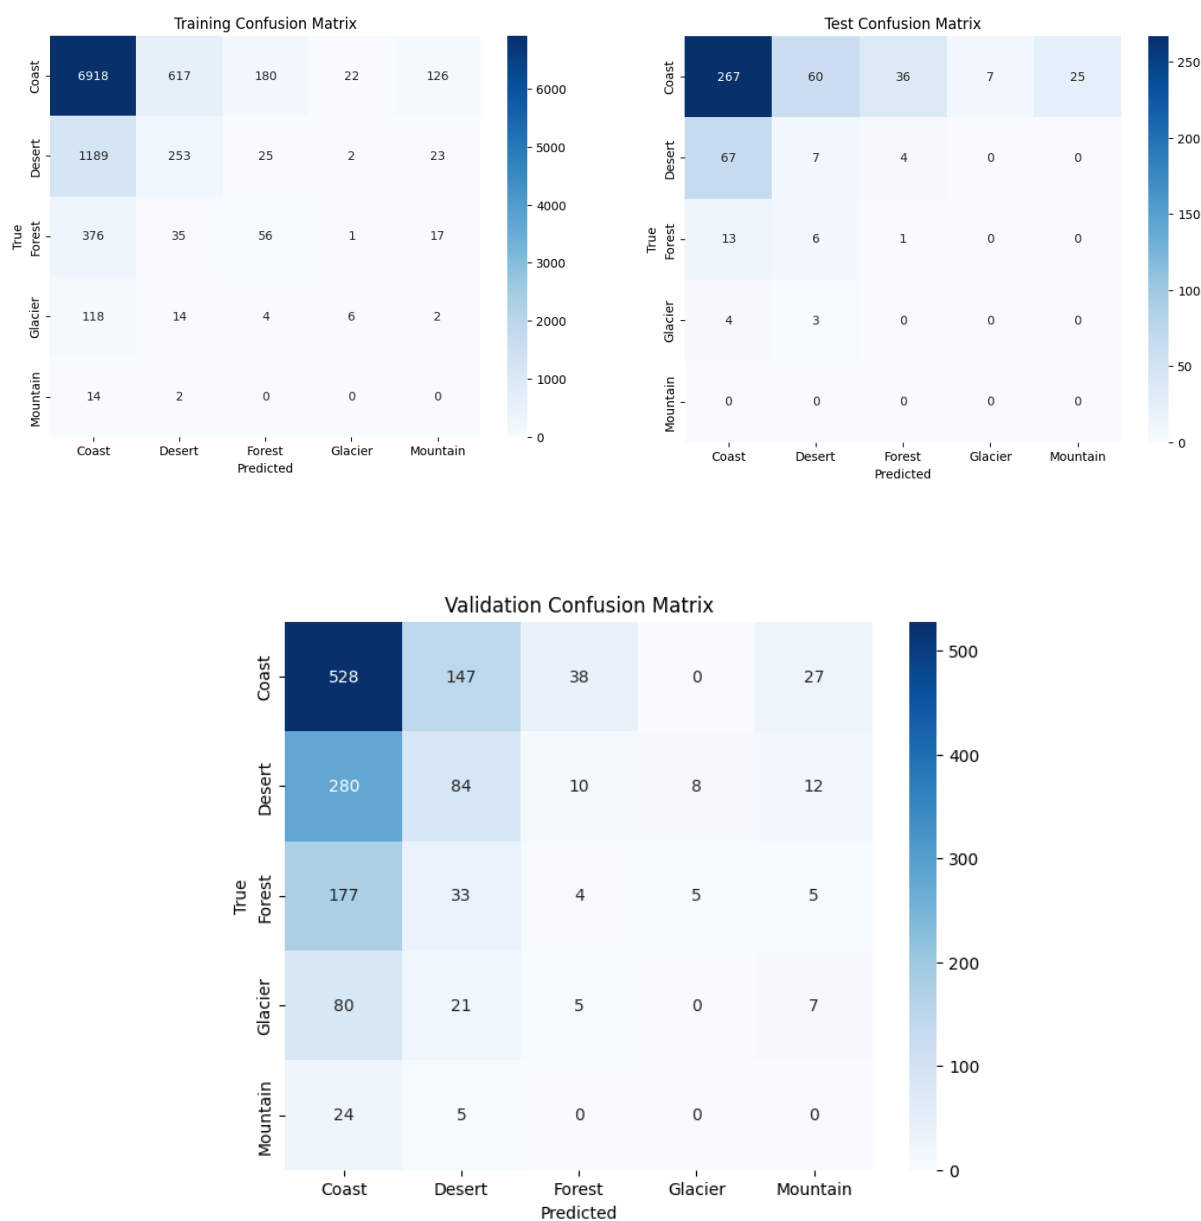 Training Confusion Matrix
True
Coast 6918 617 180 22 126
Desert 1189 253 25 2 23
Forest 376 35 56 1 17
Glacier 118 14 4 6 2
Mountain 14 2 0 0 0
Coast Desert Forest Glacier Mountain
Predicted
6000
5000
4000
3000
2000
1000
0
Test Confusion Matrix
True
Coast 267 60 36 7 25
Desert 67 7 4 0 0
Forest 13 6 1 0 0
Glacier 4 3 0 0 0
Mountain 0 0 0 0 0
Coast Desert Forest Glacier Mountain
Predicted
250
200
150
100
50
0
Validation Confusion Matrix
True
Coast 528 147 38 0 27
Desert 280 84 10 8 12
Forest 177 33 4 5 5
Glacier 80 21 5 0 7
Mountain 24 5 0 0 0
Coast Desert Forest Glacier Mountain
Predicted
500
400
300
200
100
0